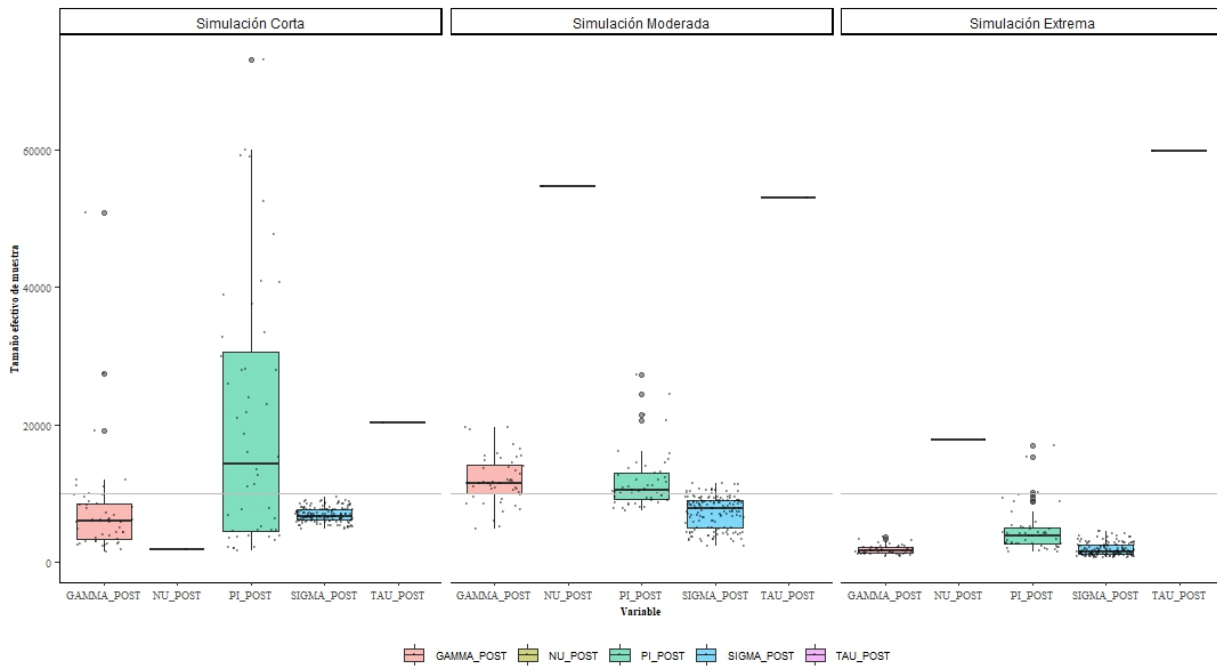 Simulación Corta
Simulación Moderada
Simulación Extrema
Tamaño efectivo de muestra
60000
40000
20000
0
GAMMA_POST NU_POST PI_POST SIGMA_POST TAU_POST
GAMMA_POST NU_POST PI_POST SIGMA_POST TAU_POST
GAMMA_POST NU_POST PI_POST SIGMA_POST TAU_POST
Variable
GAMMA_POST NU_POST PI_POST SIGMA_POST TAU_POST